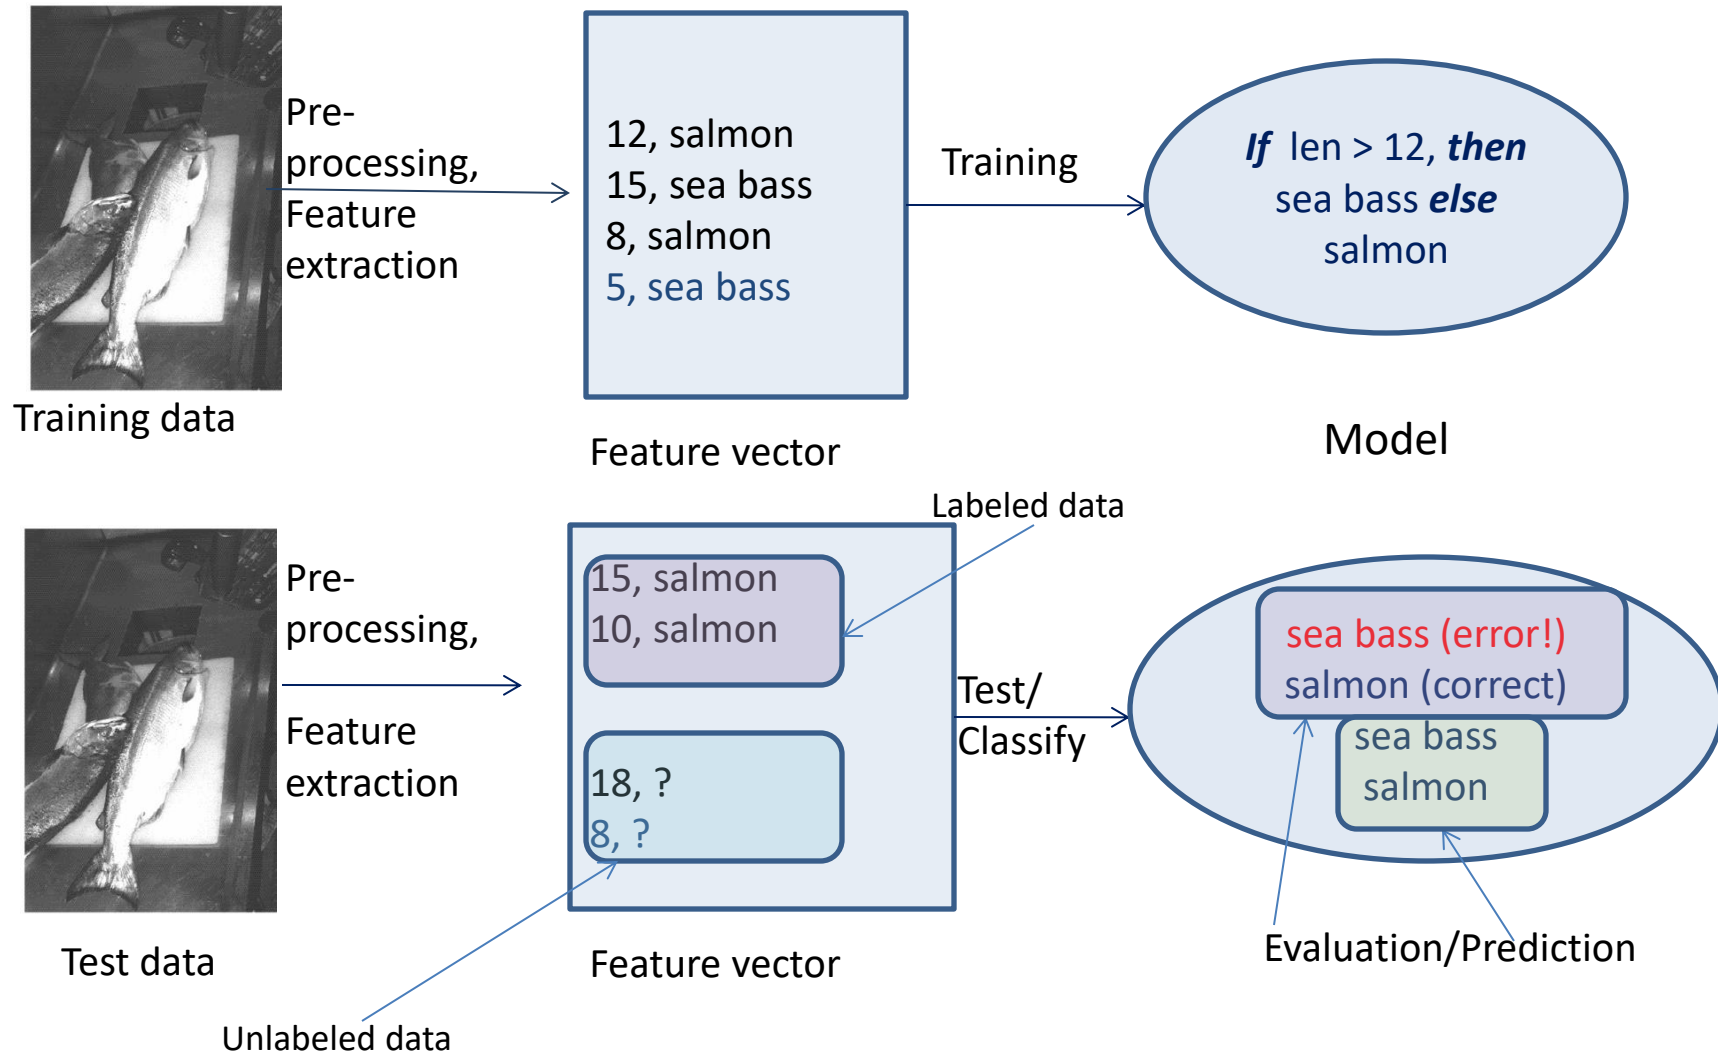 Pre-
processing,
Feature
extraction
Training data
12, salmon
15, sea bass
8, salmon
5, sea bass
Feature vector
Training
If len > 12, then
sea bass else
salmon
Model
Pre-
processing,
Feature
extraction
Test data
Labeled data
15, salmon
10, salmon
18, ?
8, ?
Feature vector
Unlabeled data
Test/
Classify
sea bass (error!)
salmon (correct)
sea bass
salmon
Evaluation/Prediction